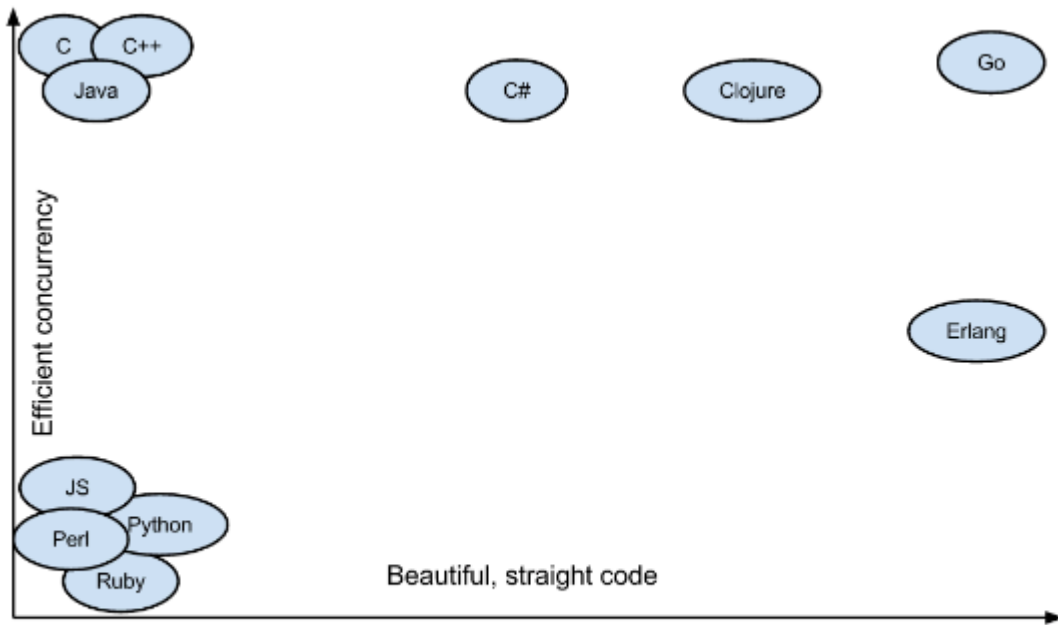 C
C++
Java
C#
Clojure
Go
Efficient concurrency
Erlang
JS
Python
Perl
Ruby
Beautiful, straight code